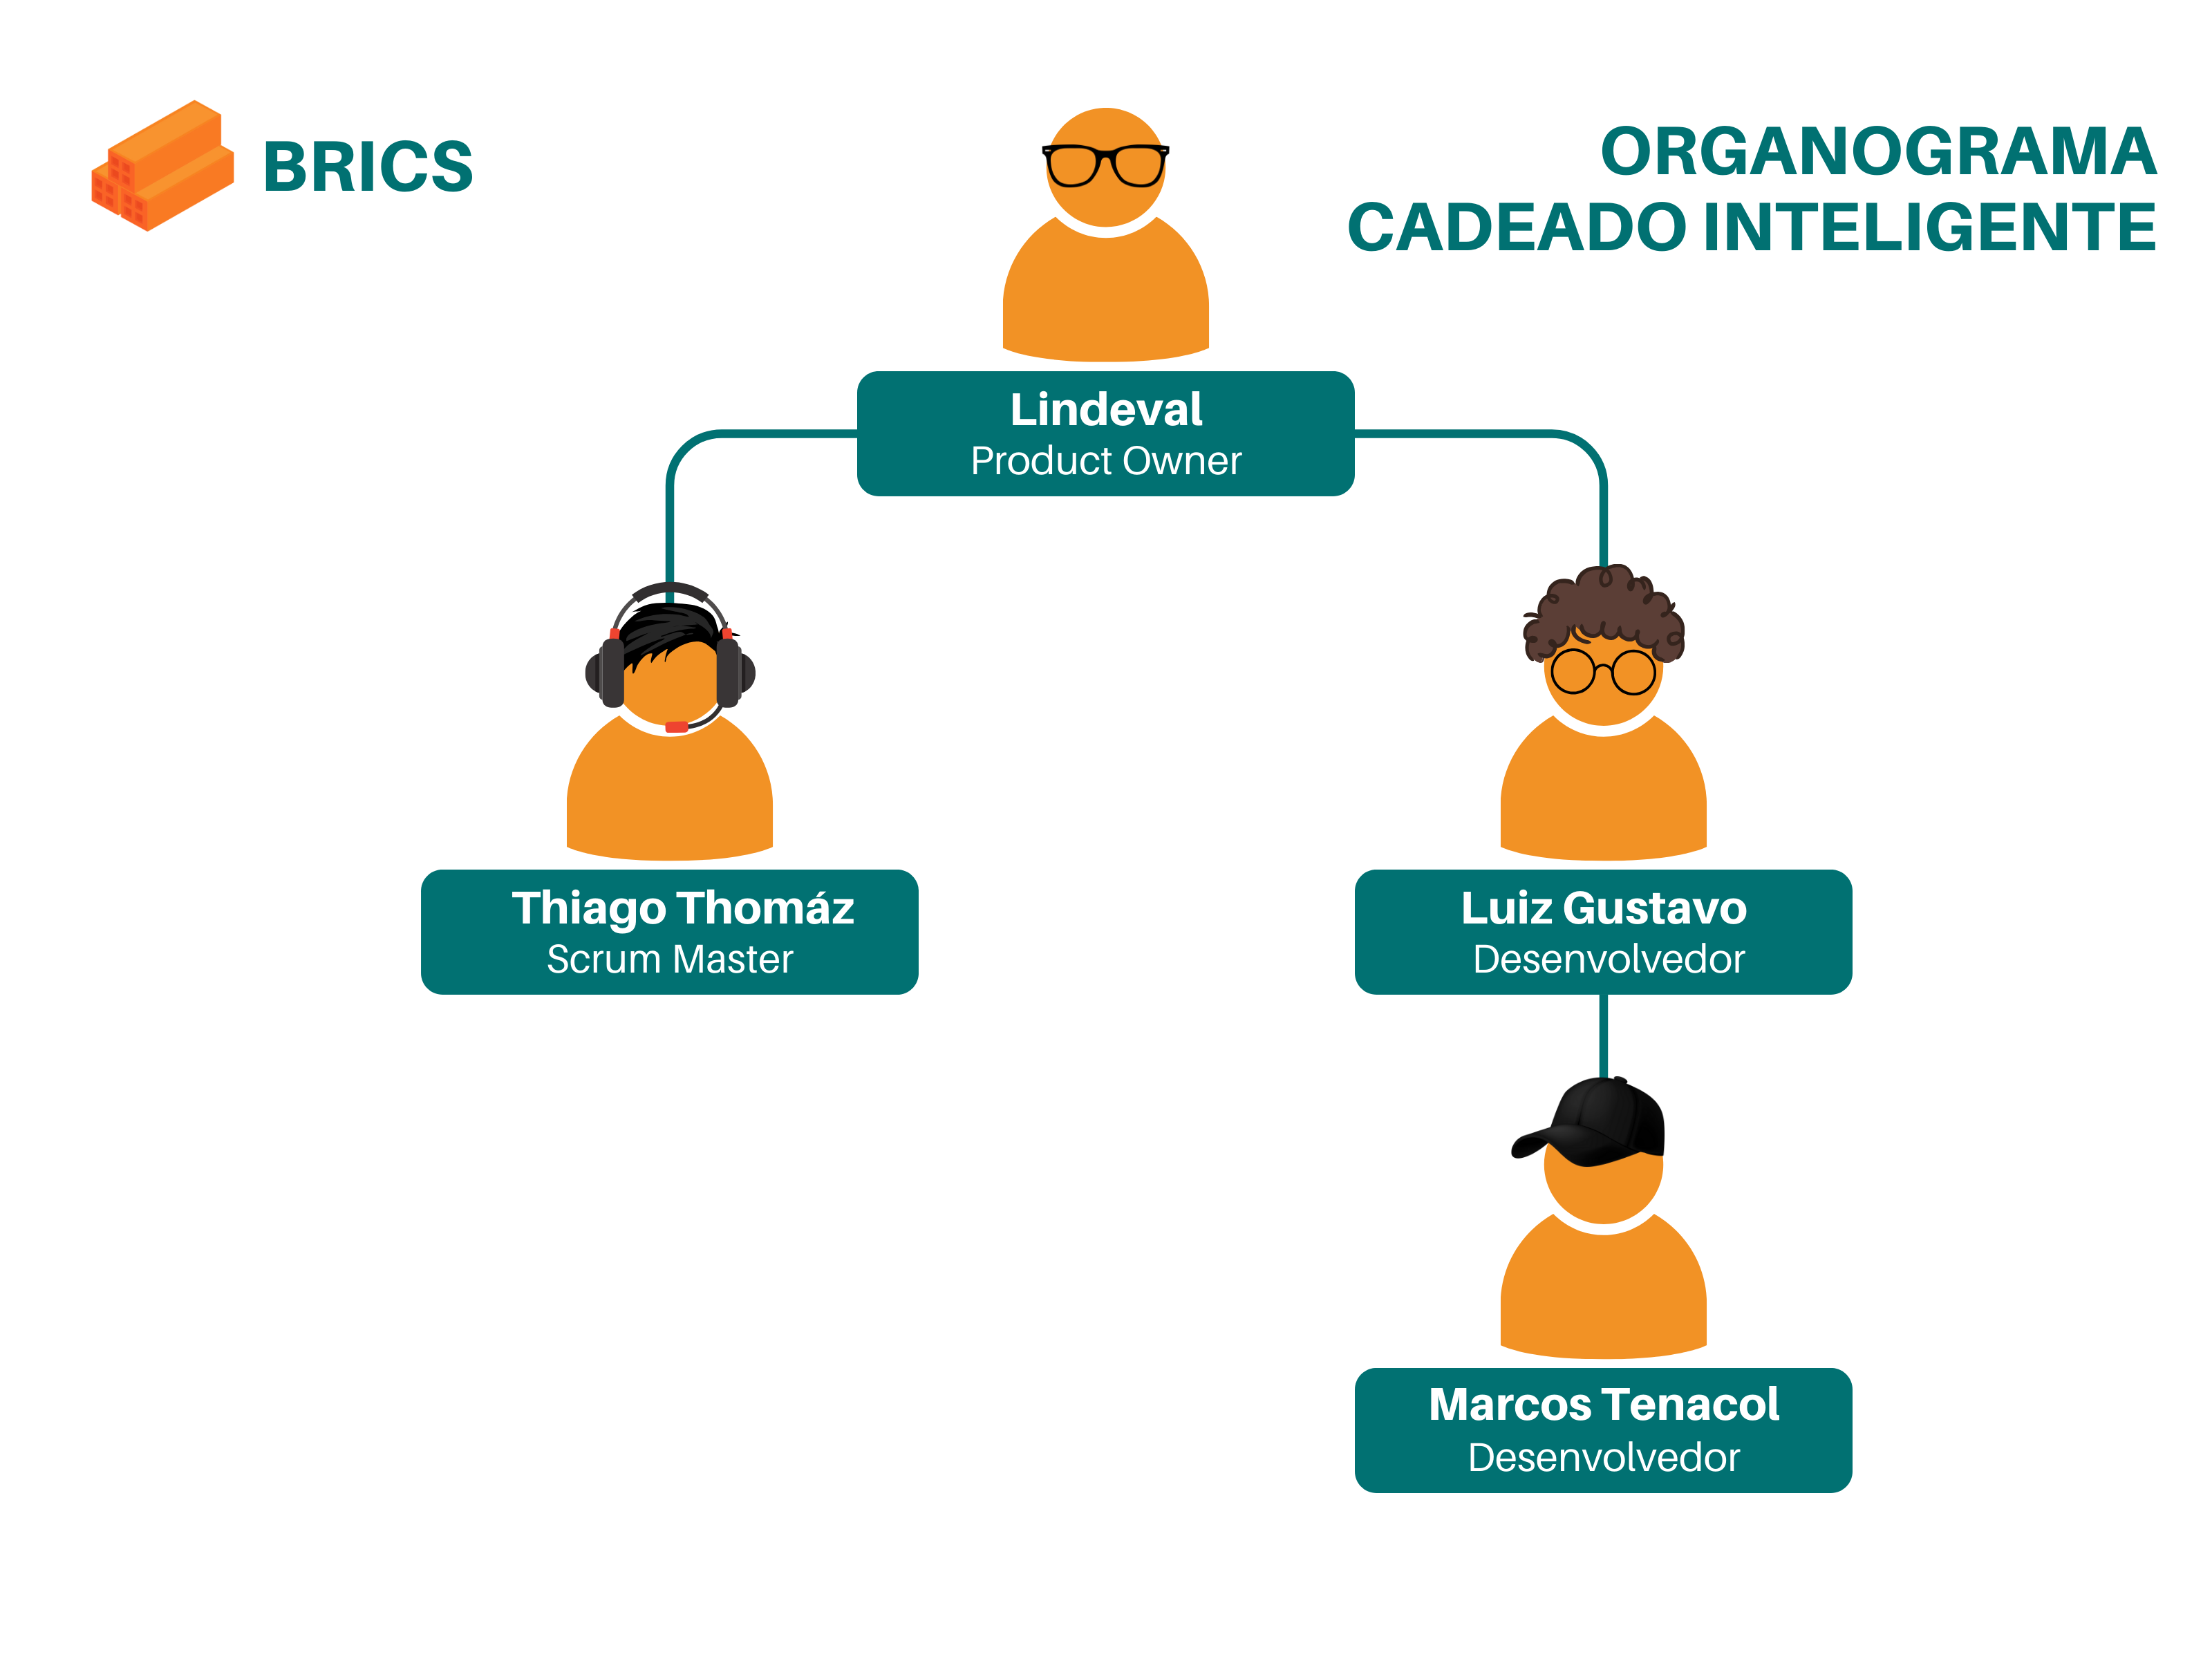 BRICS
ORGANOGRAMA
CADEADO INTELIGENTE
Lindeval
Product Owner
Thiago Thomáz
Scrum Master
Luiz Gustavo
Desenvolvedor
Marcos Tenacol
Desenvolvedor